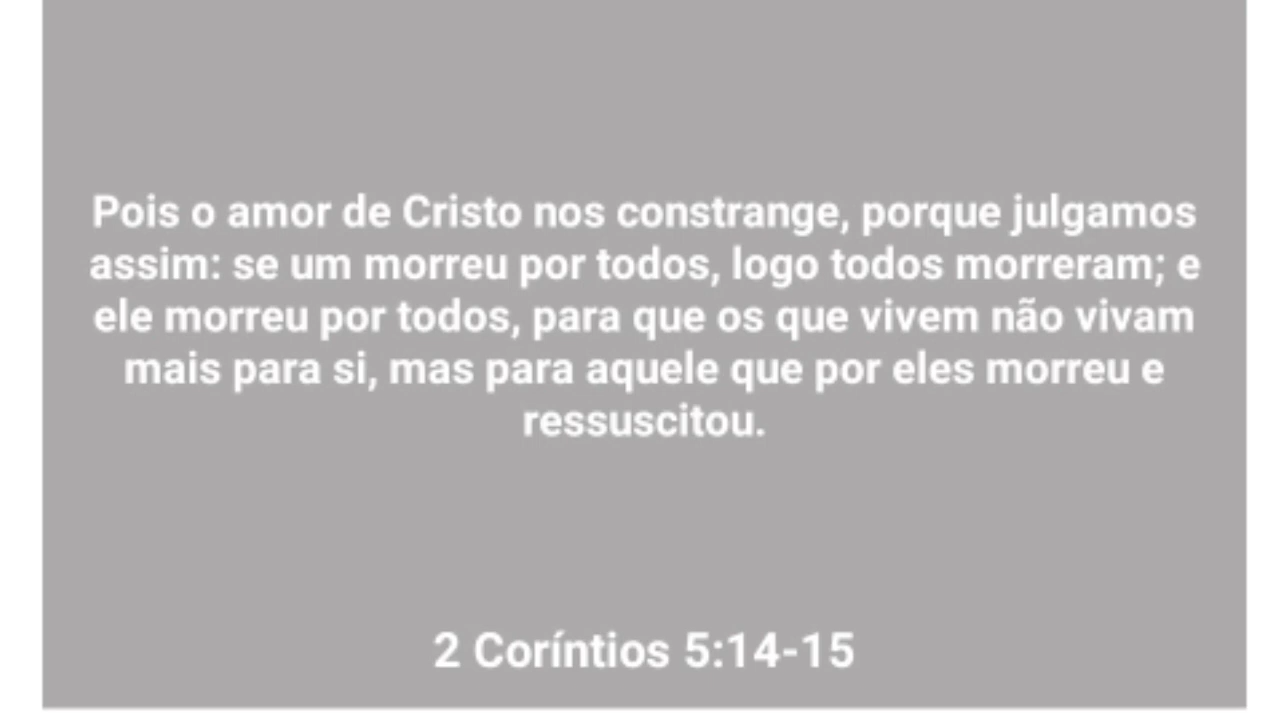 Pois o amor de Cristo nos constrange, porque julgamos
assim: se um morreu por todos, logo todos morreram; e
ele morreu por todos, para que os que vivem não vivam
mais para si, mas para aquele que por eles morreu e
ressuscitou.
2 Coríntios 5:14-15